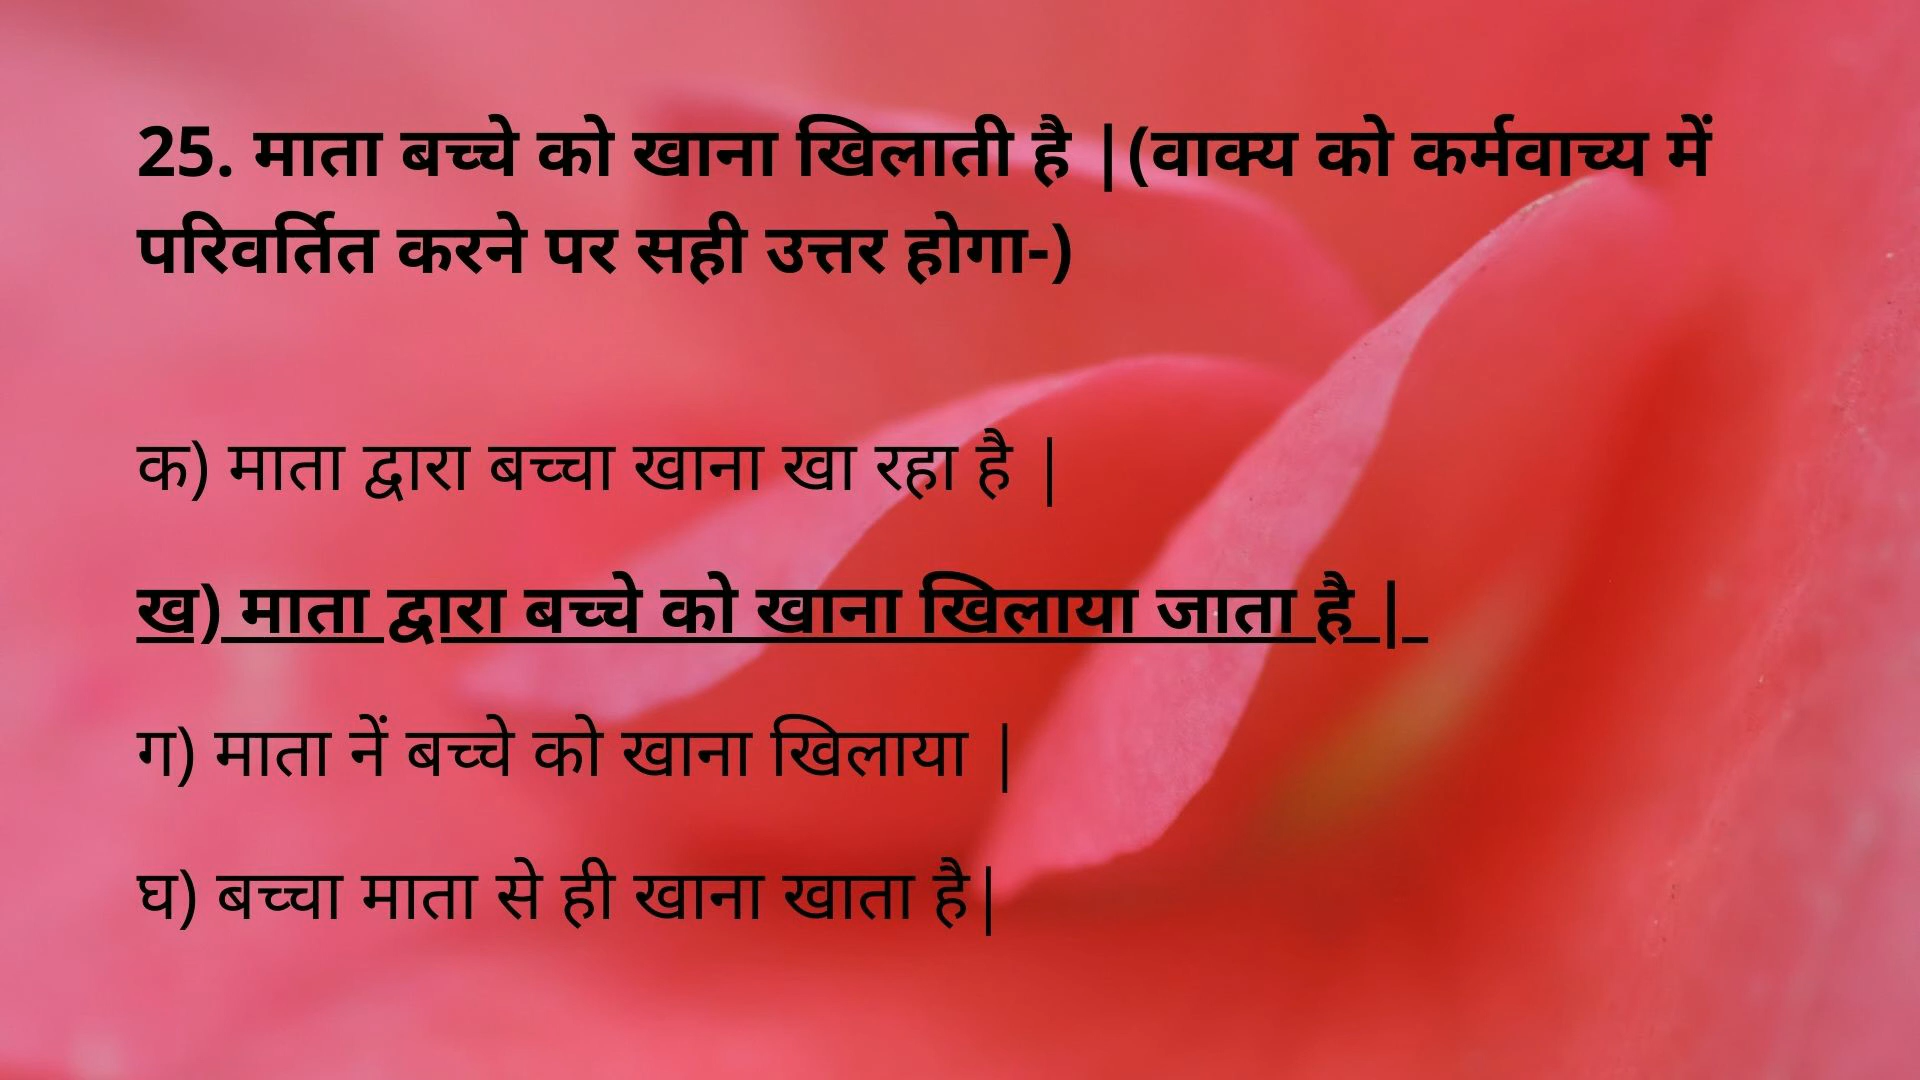 25. माता बच्चे को खाना खिलाती है |(वाक्य को कर्मवाच्य में
परिवर्तित करने पर सही उत्तर होगा-)
क) माता द्वारा बच्चा खाना खा रहा है |
ख) माता द्वारा बच्चे को खाना खिलाया जाता है |
ग) माता नें बच्चे को खाना खिलाया |
घ) बच्चा माता से ही खाना खाता है|